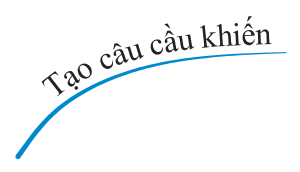 Tạo câu cầu khiến